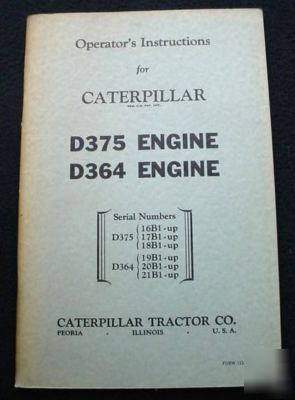 Operator's Instructions
for
CATERPILLAR
D375 ENGINE
D364 ENGINE
Serial Numbers
D375
16B1-up
17B1-up
18B1-up
D364
19B1-up
20B1-up
21B1-up
CATERPILLAR TRACTOR CO.
PEORIA . ILLINOIS . U. S. A.
FORM